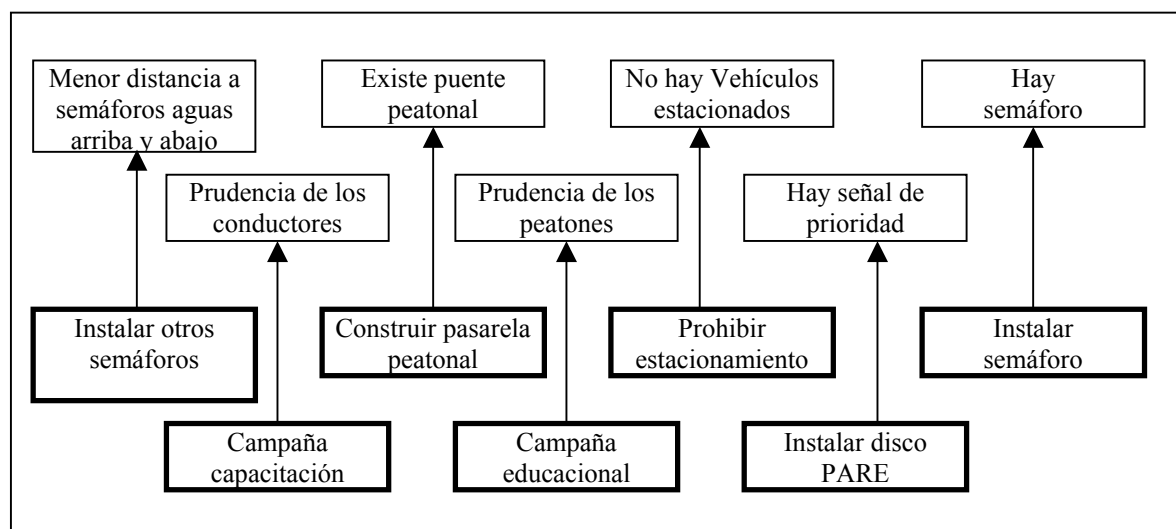 Menor distancia a
semáforos aguas
arriba y abajo
Existe puente
peatonal
No hay Vehículos
estacionados
Hay
semáforo
Prudencia de los
conductores
Prudencia de los
peatones
Hay señal de
prioridad
Instalar otros
semáforos
Construir pasarela
peatonal
Prohibir
estacionamiento
Instalar
semáforo
Campaña
capacitación
Campaña
educacional
Instalar disco
PARE